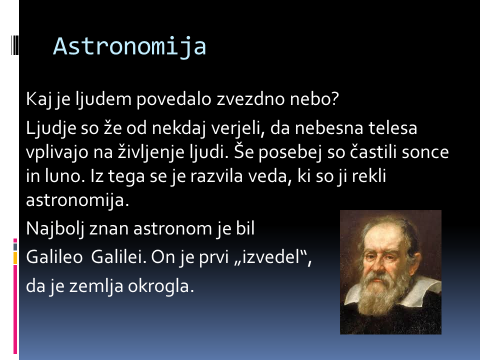 Astronomija
Kaj je ljudem povedalo zvezdno nebo?
Ljudje so že od nekdaj verjeli, da nebesna telesa
vplivajo na življenje ljudi. Še posebej so častili sonce
in luno. Iz tega se je razvila veda, ki so ji rekli
astronomija.
Najbolj znan astronom je bil
Galileo  Galilei. On je prvi „izvedel“,
da je zemlja okrogla.